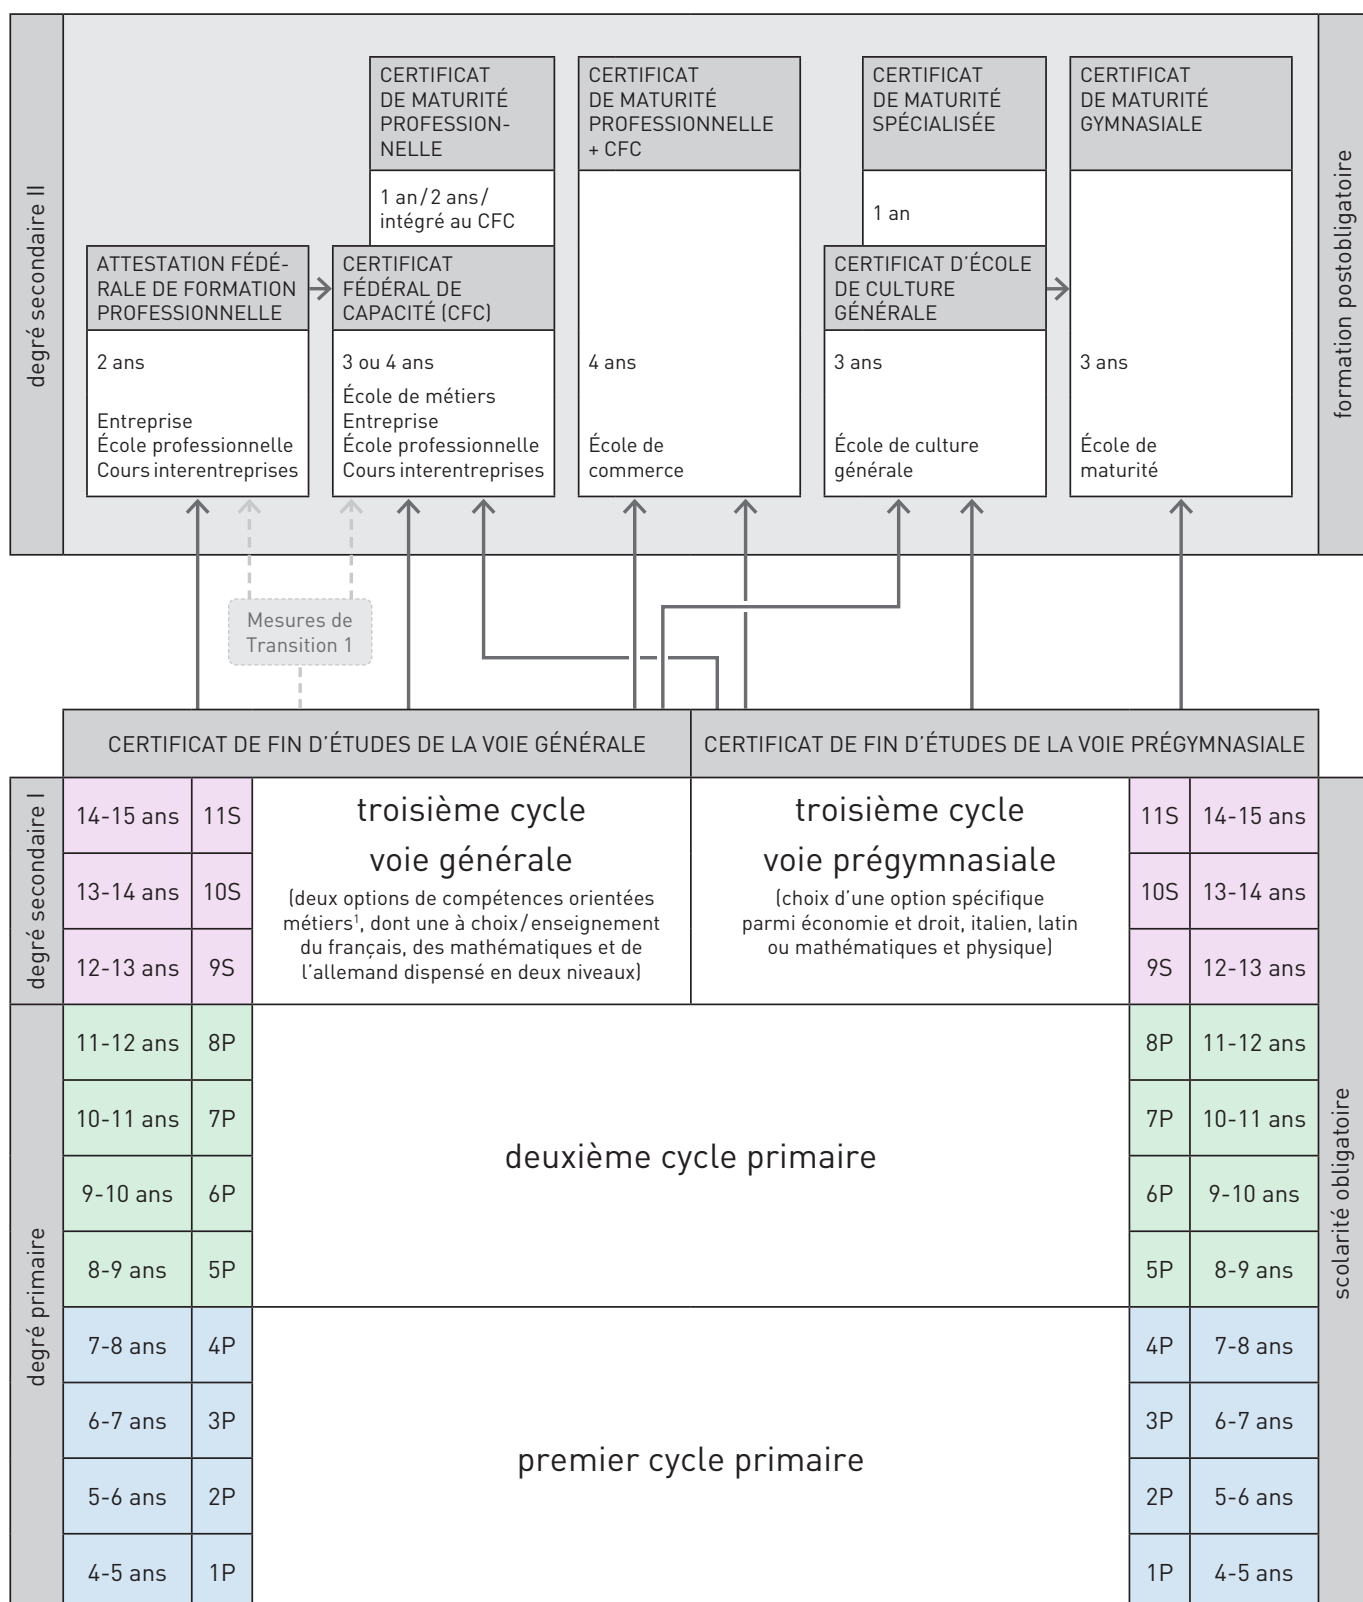 degré secondaire II
formation postobligatoire
CERTIFICAT
DE MATURITÉ
PROFESSION-
NELLE
1 an/2 ans/
intégré au CFC
CERTIFICAT
DE MATURITÉ
PROFESSIONNELLE
+ CFC
CERTIFICAT
DE MATURITÉ
SPÉCIALISÉE
1 an
CERTIFICAT
DE MATURITÉ
GYMNASIALE
ATTESTATION FÉDÉ-
RALE DE FORMATION
PROFESSIONNELLE
2 ans
Entreprise
École professionnelle
Cours interentreprises
CERTIFICAT
FÉDÉRAL DE
CAPACITÉ (CFC)
3 ou 4 ans
École de métiers
Entreprise
École professionnelle
Cours interentreprises
4 ans
École de
commerce
CERTIFICAT D'ÉCOLE
DE CULTURE
GÉNÉRALE
3 ans
École de culture
générale
3 ans
École de
maturité
Mesures de
Transition 1
CERTIFICAT DE FIN D'ÉTUDES DE LA VOIE GÉNÉRALE
CERTIFICAT DE FIN D'ÉTUDES DE LA VOIE PRÉGYMNASIALE
degré secondaire I
14-15 ans 11S
13-14 ans 10S
12-13 ans 9S
troisième cycle
voie générale
(deux options de compétences orientées
métiers¹, dont une à choix/enseignement
du français, des mathématiques et de
l'allemand dispensé en deux niveaux)
troisième cycle
voie prégymnasiale
(choix d'une option spécifique
parmi économie et droit, italien, latin
ou mathématiques et physique)
11S 14-15 ans
10S 13-14 ans
9S 12-13 ans
scolarité obligatoire
degré primaire
11-12 ans 8P
10-11 ans 7P
9-10 ans 6P
8-9 ans 5P
deuxième cycle primaire
8P 11-12 ans
7P 10-11 ans
6P 9-10 ans
5P 8-9 ans
7-8 ans 4P
6-7 ans 3P
5-6 ans 2P
4-5 ans 1P
premier cycle primaire
4P 7-8 ans
3P 6-7 ans
2P 5-6 ans
1P 4-5 ans